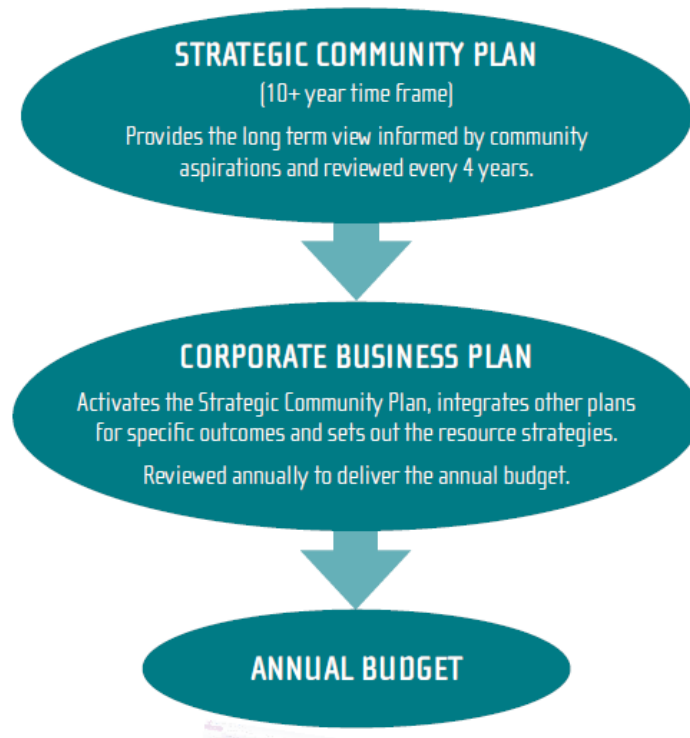 STRATEGIC COMMUNITY PLAN
(10+ year time frame)
Provides the long term view informed by community
aspirations and reviewed every 4 years.
CORPORATE BUSINESS PLAN
Activates the Strategic Community Plan, integrates other plans
for specific outcomes and sets out the resource strategies.
Reviewed annually to deliver the annual budget.
ANNUAL BUDGET